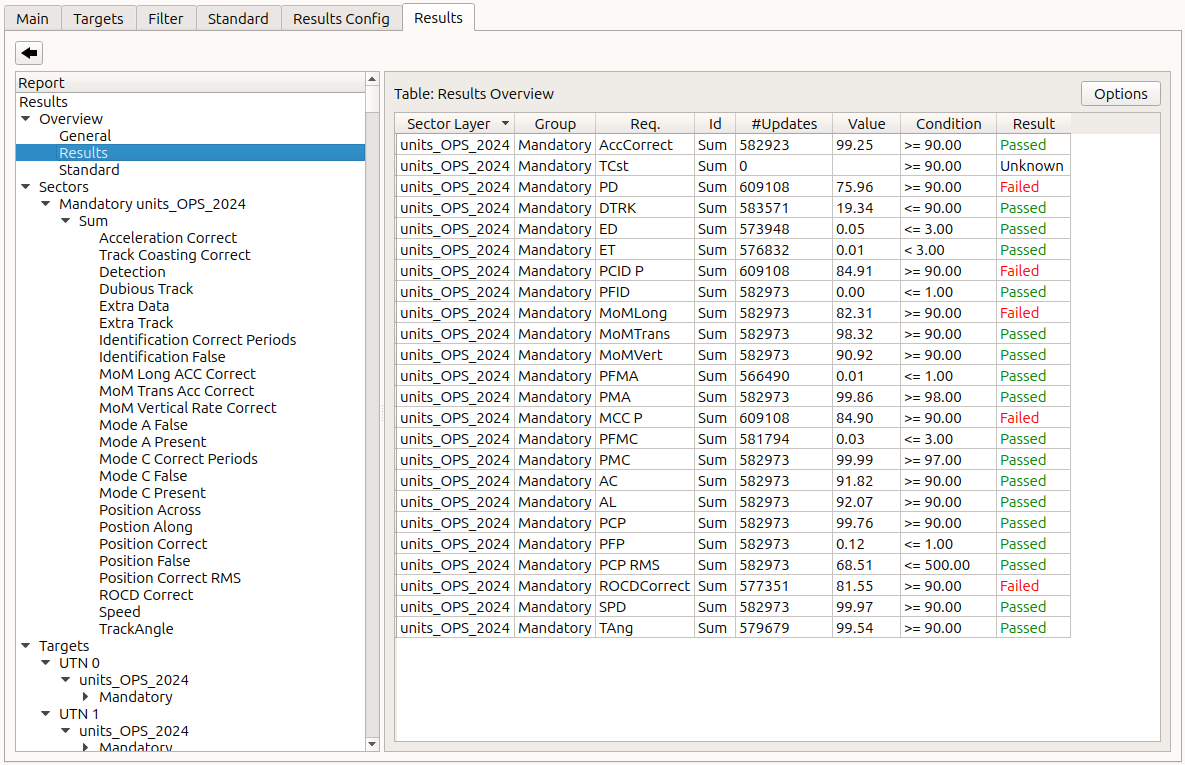 Main Targets Filter Standard Results Config Results
Report
Results
Overview
General
Results
Standard
Sectors
Mandatory units_OPS_2024
Sum
Acceleration Correct
Track Coasting Correct
Detection
Dubious Track
Extra Data
Extra Track
Identification Correct Periods
Identification False
MoM Long ACC Correct
MoM Trans Acc Correct
MoM Vertical Rate Correct
Mode A False
Mode A Present
Mode C Correct Periods
Mode C False
Mode C Present
Position Across
Postion Along
Position Correct
Position False
Position Correct RMS
ROCD Correct
Speed
TrackAngle
Targets
UTN 0
units_OPS_2024
Mandatory
UTN 1
units_OPS_2024
Mandatory
Table: Results Overview
Options
Sector Layer Group Req. Id #Updates Value Condition Result
units_OPS_2024 Mandatory AccCorrect Sum 582923 99.25 >= 90.00 Passed
units_OPS_2024 Mandatory TCst Sum 0 >= 90.00 Unknown
units_OPS_2024 Mandatory PD Sum 609108 75.96 >= 90.00 Failed
units_OPS_2024 Mandatory DTRK Sum 583571 19.34 <= 90.00 Passed
units_OPS_2024 Mandatory ED Sum 573948 0.05 <= 3.00 Passed
units_OPS_2024 Mandatory ET Sum 576832 0.01 < 3.00 Passed
units_OPS_2024 Mandatory PCID P Sum 609108 84.91 >= 90.00 Failed
units_OPS_2024 Mandatory PFID Sum 582973 0.00 <= 1.00 Passed
units_OPS_2024 Mandatory MoMLong Sum 582973 82.31 >= 90.00 Failed
units_OPS_2024 Mandatory MoMTrans Sum 582973 98.32 >= 90.00 Passed
units_OPS_2024 Mandatory MoMVert Sum 582973 90.92 >= 90.00 Passed
units_OPS_2024 Mandatory PFMA Sum 566490 0.01 <= 1.00 Passed
units_OPS_2024 Mandatory PMA Sum 582973 99.86 >= 98.00 Passed
units_OPS_2024 Mandatory MCC P Sum 609108 84.90 >= 90.00 Failed
units_OPS_2024 Mandatory PFMC Sum 581794 0.03 <= 3.00 Passed
units_OPS_2024 Mandatory PMC Sum 582973 99.99 >= 97.00 Passed
units_OPS_2024 Mandatory AC Sum 582973 91.82 >= 90.00 Passed
units_OPS_2024 Mandatory AL Sum 582973 92.07 >= 90.00 Passed
units_OPS_2024 Mandatory PCP Sum 582973 99.76 >= 90.00 Passed
units_OPS_2024 Mandatory PFP Sum 582973 0.12 <= 1.00 Passed
units_OPS_2024 Mandatory PCP RMS Sum 582973 68.51 <= 500.00 Passed
units_OPS_2024 Mandatory ROCDCorrect Sum 577351 81.55 >= 90.00 Failed
units_OPS_2024 Mandatory SPD Sum 582973 99.97 >= 90.00 Passed
units_OPS_2024 Mandatory TAng Sum 579679 99.54 >= 90.00 Passed